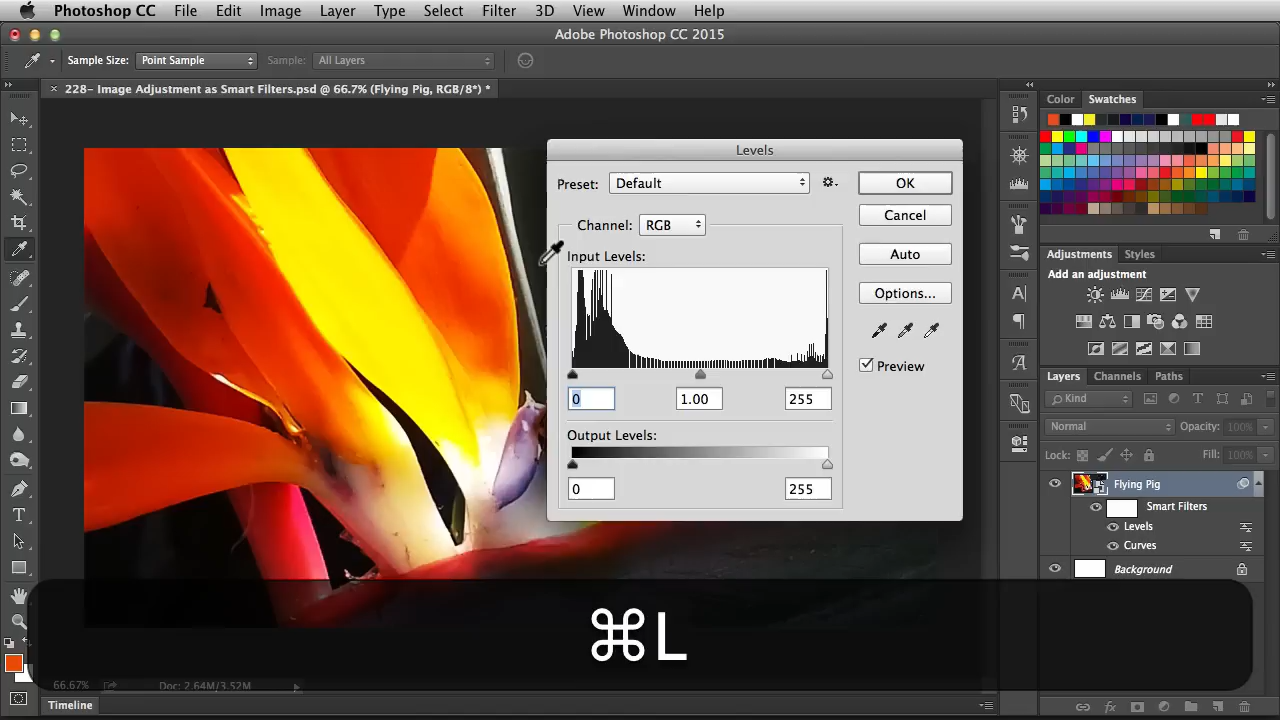 Photoshop CC File Edit Image Layer Type Select Filter 3D View Window Help
Adobe Photoshop CC 2015
Sample Size: Point Sample Sample: All Layers
228– Image Adjustment as Smart Filters.psd @ 66.7% (Flying Pig, RGB/8*) *
Color Swatches
Levels
Preset: Default OK
Channel: RGB Cancel
Input Levels: Auto
Options...
Preview
0 1.00 255
Output Levels:
0 255
Adjustments Styles
Add an adjustment
Layers Channels Paths
Kind
Normal Opacity: 100%
Lock: Fill: 100%
Flying Pig
Smart Filters
Levels
Curves
Background
⌘L
66.67% Doc: 2.64M/3.52M
Timeline